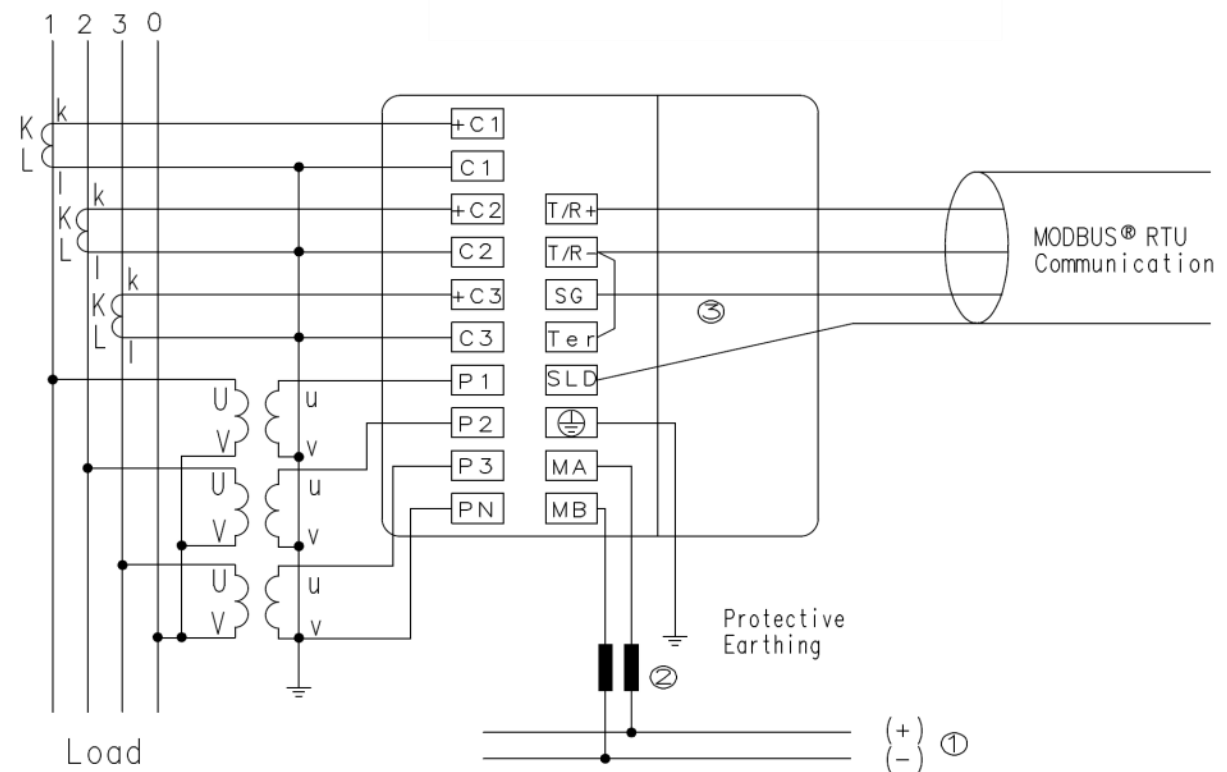 1 2 3 0
k
K
L
l
k
K
L
l
k
K
L
l
+C1
C1
+C2
C2
+C3
C3
P1
P2
P3
PN
T/R+
T/R-
SG
Ter
SLD
MA
MB
③
MODBUS® RTU
Communication
U u
V v
U u
V v
U u
V v
Protective
Earthing
②
(+)
(-)
①
Load